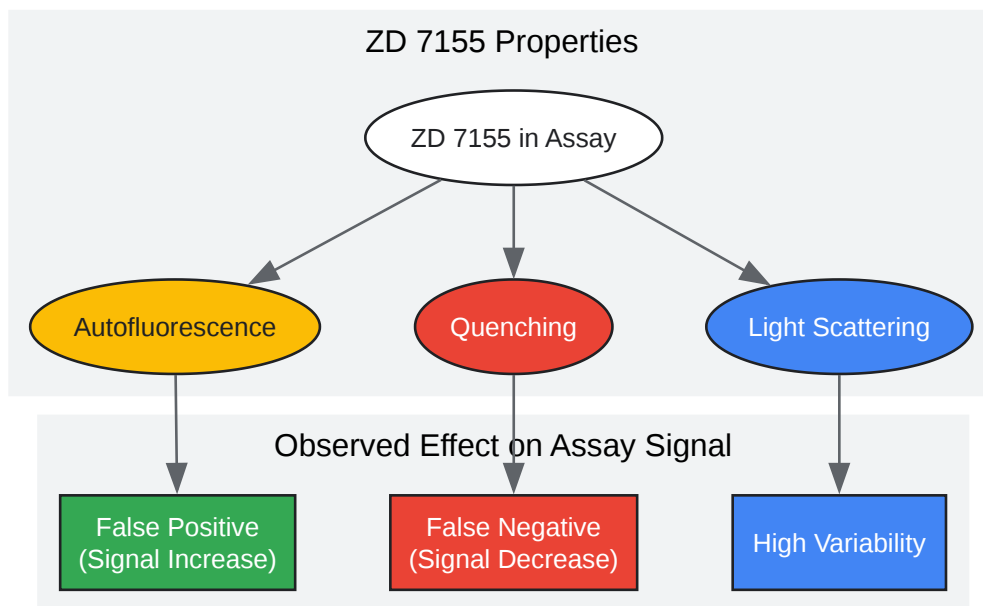 ZD 7155 Properties
ZD 7155 in Assay
Autofluorescence
Quenching
Light Scattering
Observed Effect on Assay Signal
False Positive
(Signal Increase)
False Negative
(Signal Decrease)
High Variability